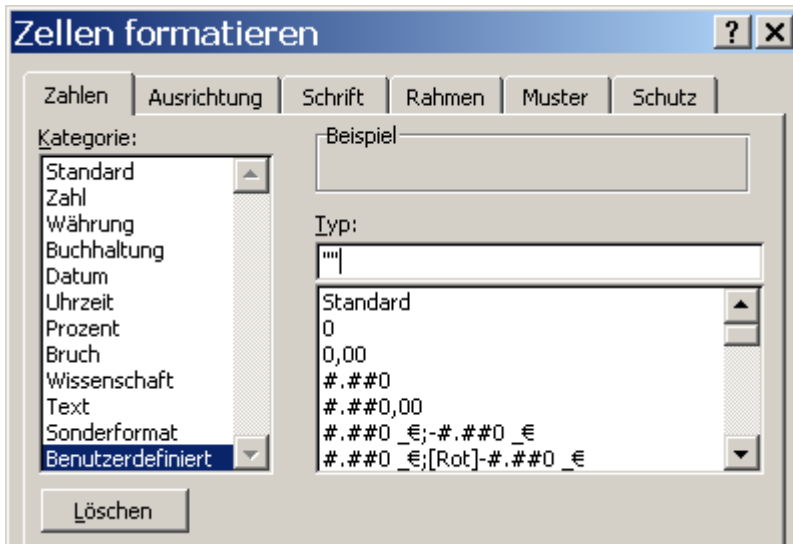 Zellen formatieren
Zahlen Ausrichtung Schrift Rahmen Muster Schutz
Kategorie:
Standard
Zahl
Währung
Buchhaltung
Datum
Uhrzeit
Prozent
Bruch
Wissenschaft
Text
Sonderformat
Benutzerdefiniert
Löschen
Beispiel
Typ:
""
Standard
0
0,00
#.##0
#.##0,00
#.##0 _€;-#.##0 _€
#.##0 _€;[Rot]-#.##0 _€